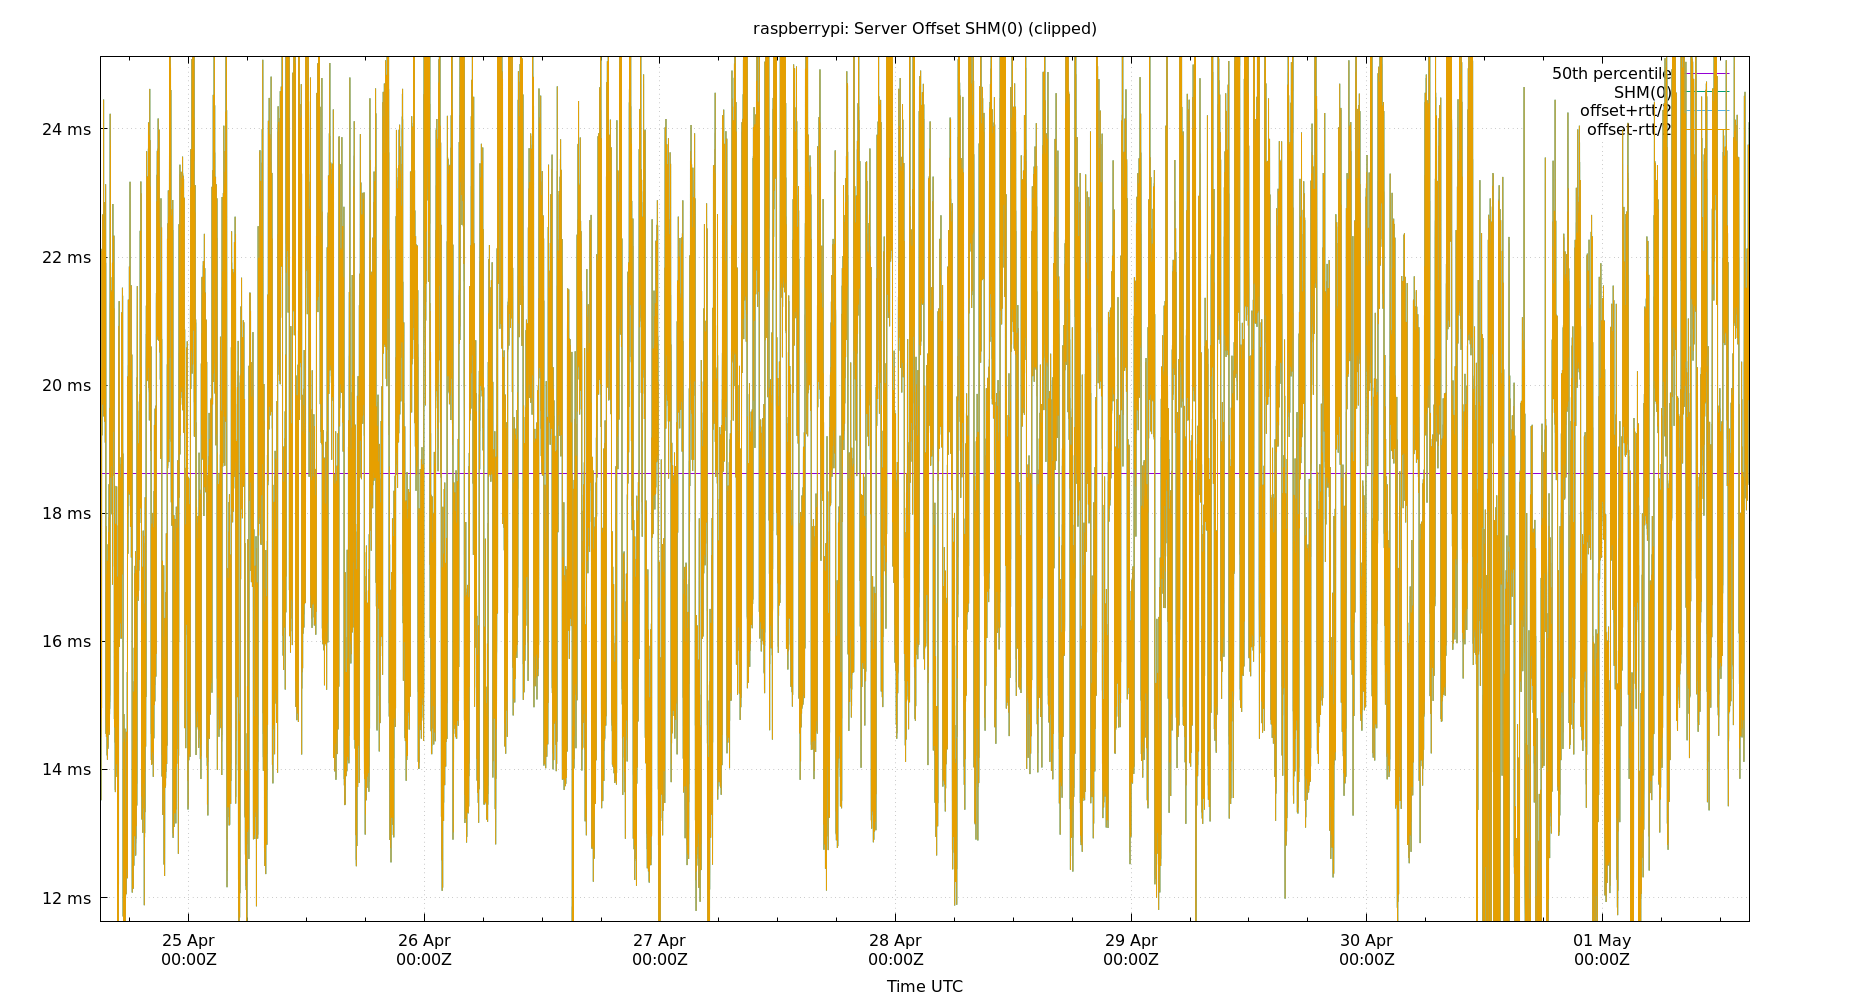 raspberrypi: Server Offset SHM(0) (clipped)
50th percentile
SHM(0)
offset+rtt/2
offset-rtt/2
24 ms
22 ms
20 ms
18 ms
16 ms
14 ms
12 ms
25 Apr 26 Apr 27 Apr 28 Apr 29 Apr 30 Apr 01 May
00:00Z 00:00Z 00:00Z 00:00Z 00:00Z 00:00Z 00:00Z
Time UTC